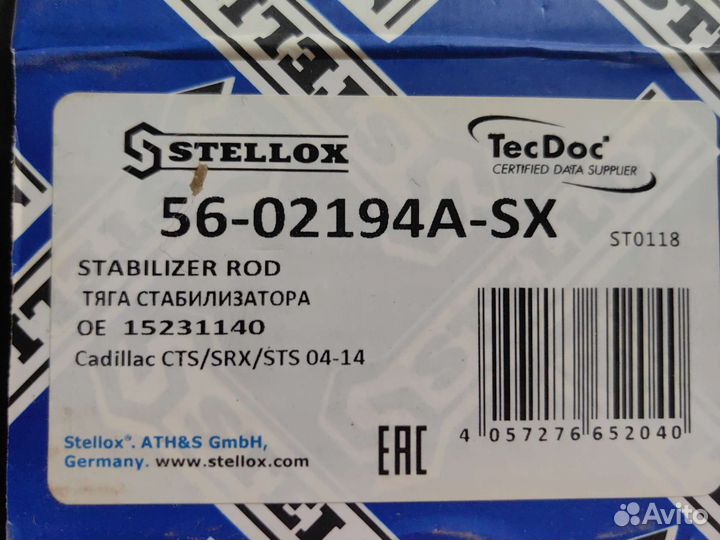 STELLOX
TecDoc
CERTIFIED DATA SUPPLIER
56-02194A-SX
ST0118
STABILIZER ROD
ТЯГА СТАБИЛИЗАТОРА
OE 15231140
Cadillac CTS/SRX/STS 04-14
Stellox®. ATH&S GmbH,
Germany. www.stellox.com
EAC
4 057276 652040
Avito